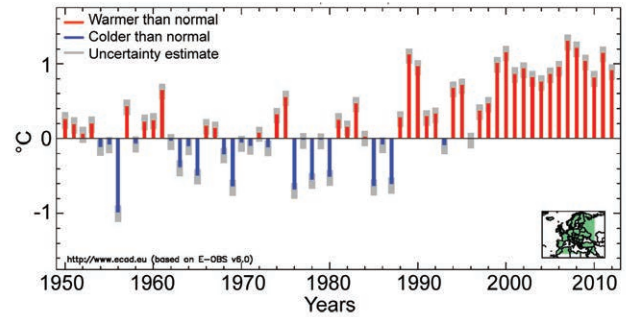 Warmer than normal
Colder than normal
Uncertainty estimate
°C
1
0
-1
http://www.ecad.eu (based on E-OBS v6.0)
1950 1960 1970 1980 1990 2000 2010
Years